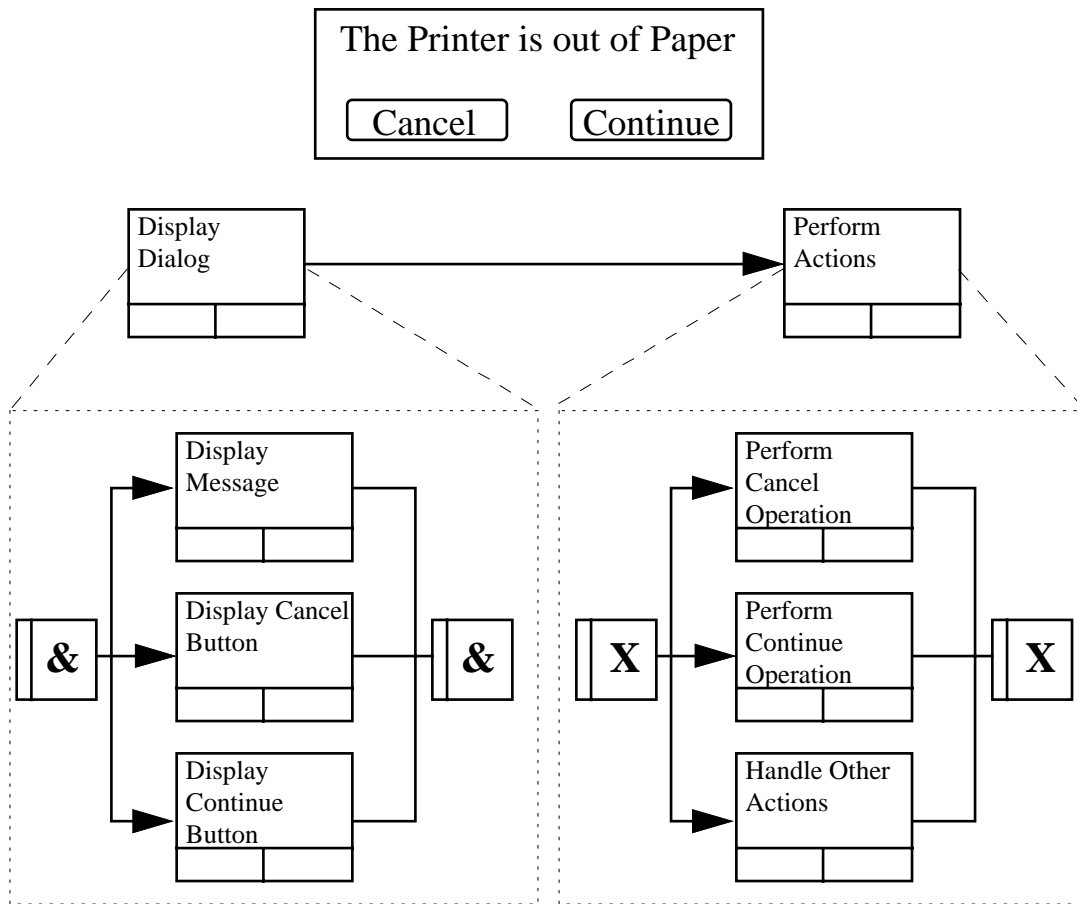 The Printer is out of Paper
Cancel
Continue
Display
Dialog
Perform
Actions
Display
Message
Display Cancel
Button
Display
Continue
Button
&
&
Perform
Cancel
Operation
Perform
Continue
Operation
Handle Other
Actions
X
X